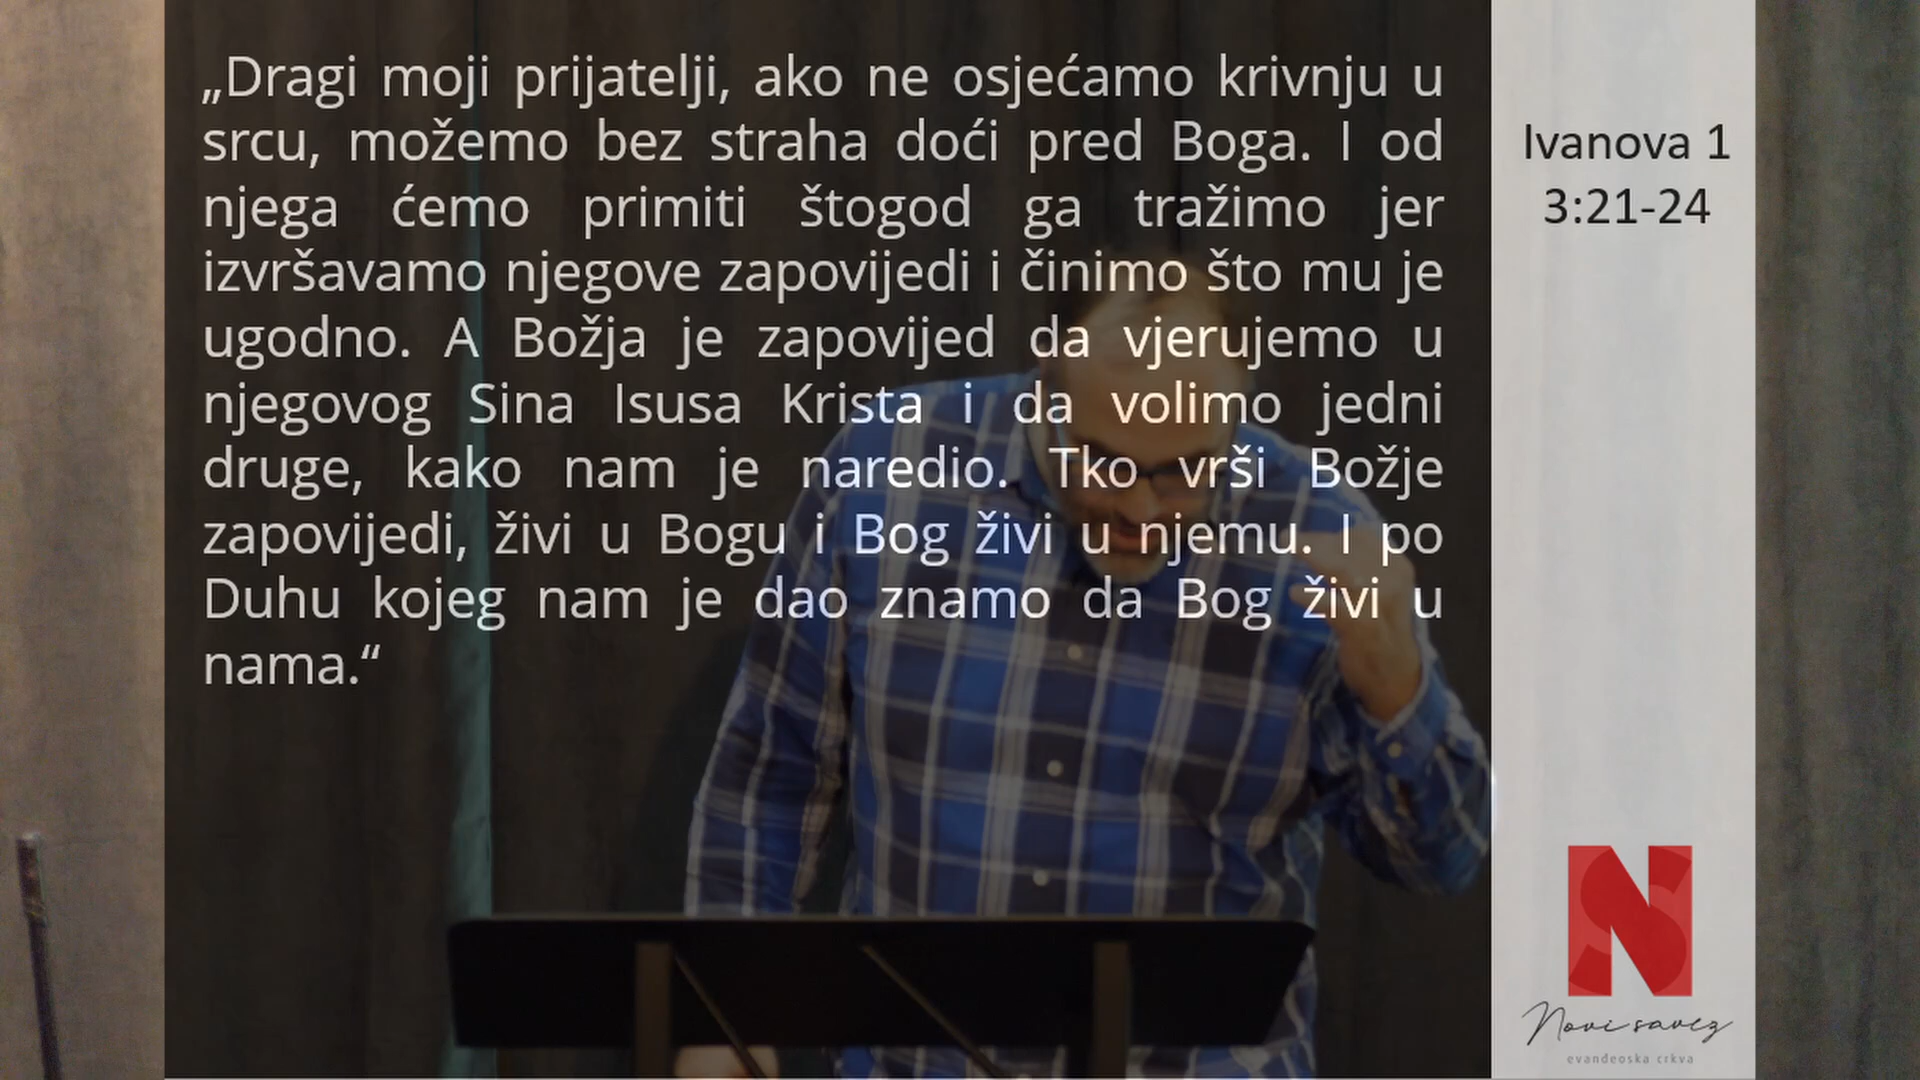 „Dragi moji prijatelji, ako ne osjećamo krivnju u
srcu, možemo bez straha doći pred Boga. I od
njega ćemo primiti štogod ga tražimo jer
izvršavamo njegove zapovijedi i činimo što mu je
ugodno. A Božja je zapovijed da vjerujemo u
njegovog Sina Isusa Krista i da volimo jedni
druge, kako nam je naredio. Tko vrši Božje
zapovijedi, živi u Bogu i Bog živi u njemu. I po
Duhu kojeg nam je dao znamo da Bog živi u
nama.“
Ivanova 1
3:21-24
N
Novi savez
evanđeoska crkva